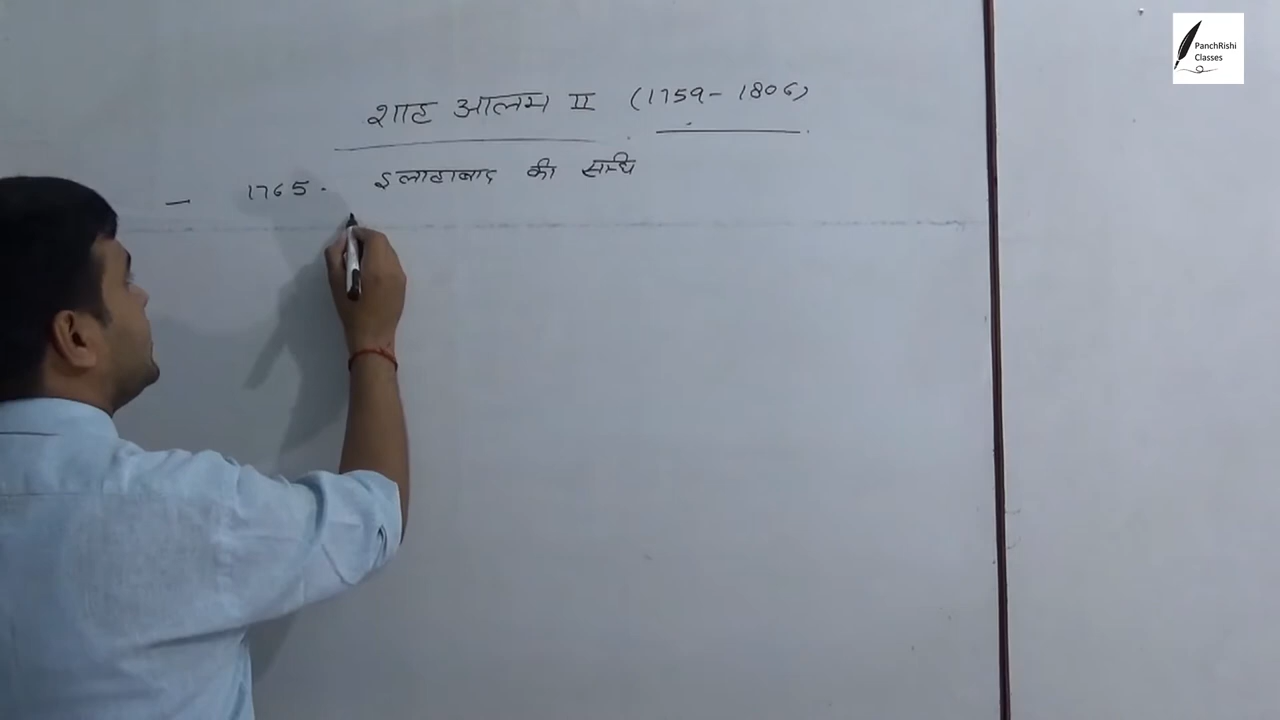 शाह आलम II (1759 - 1806)
- 1765. इलाहाबाद की सन्धि
PanchRishi
Classes